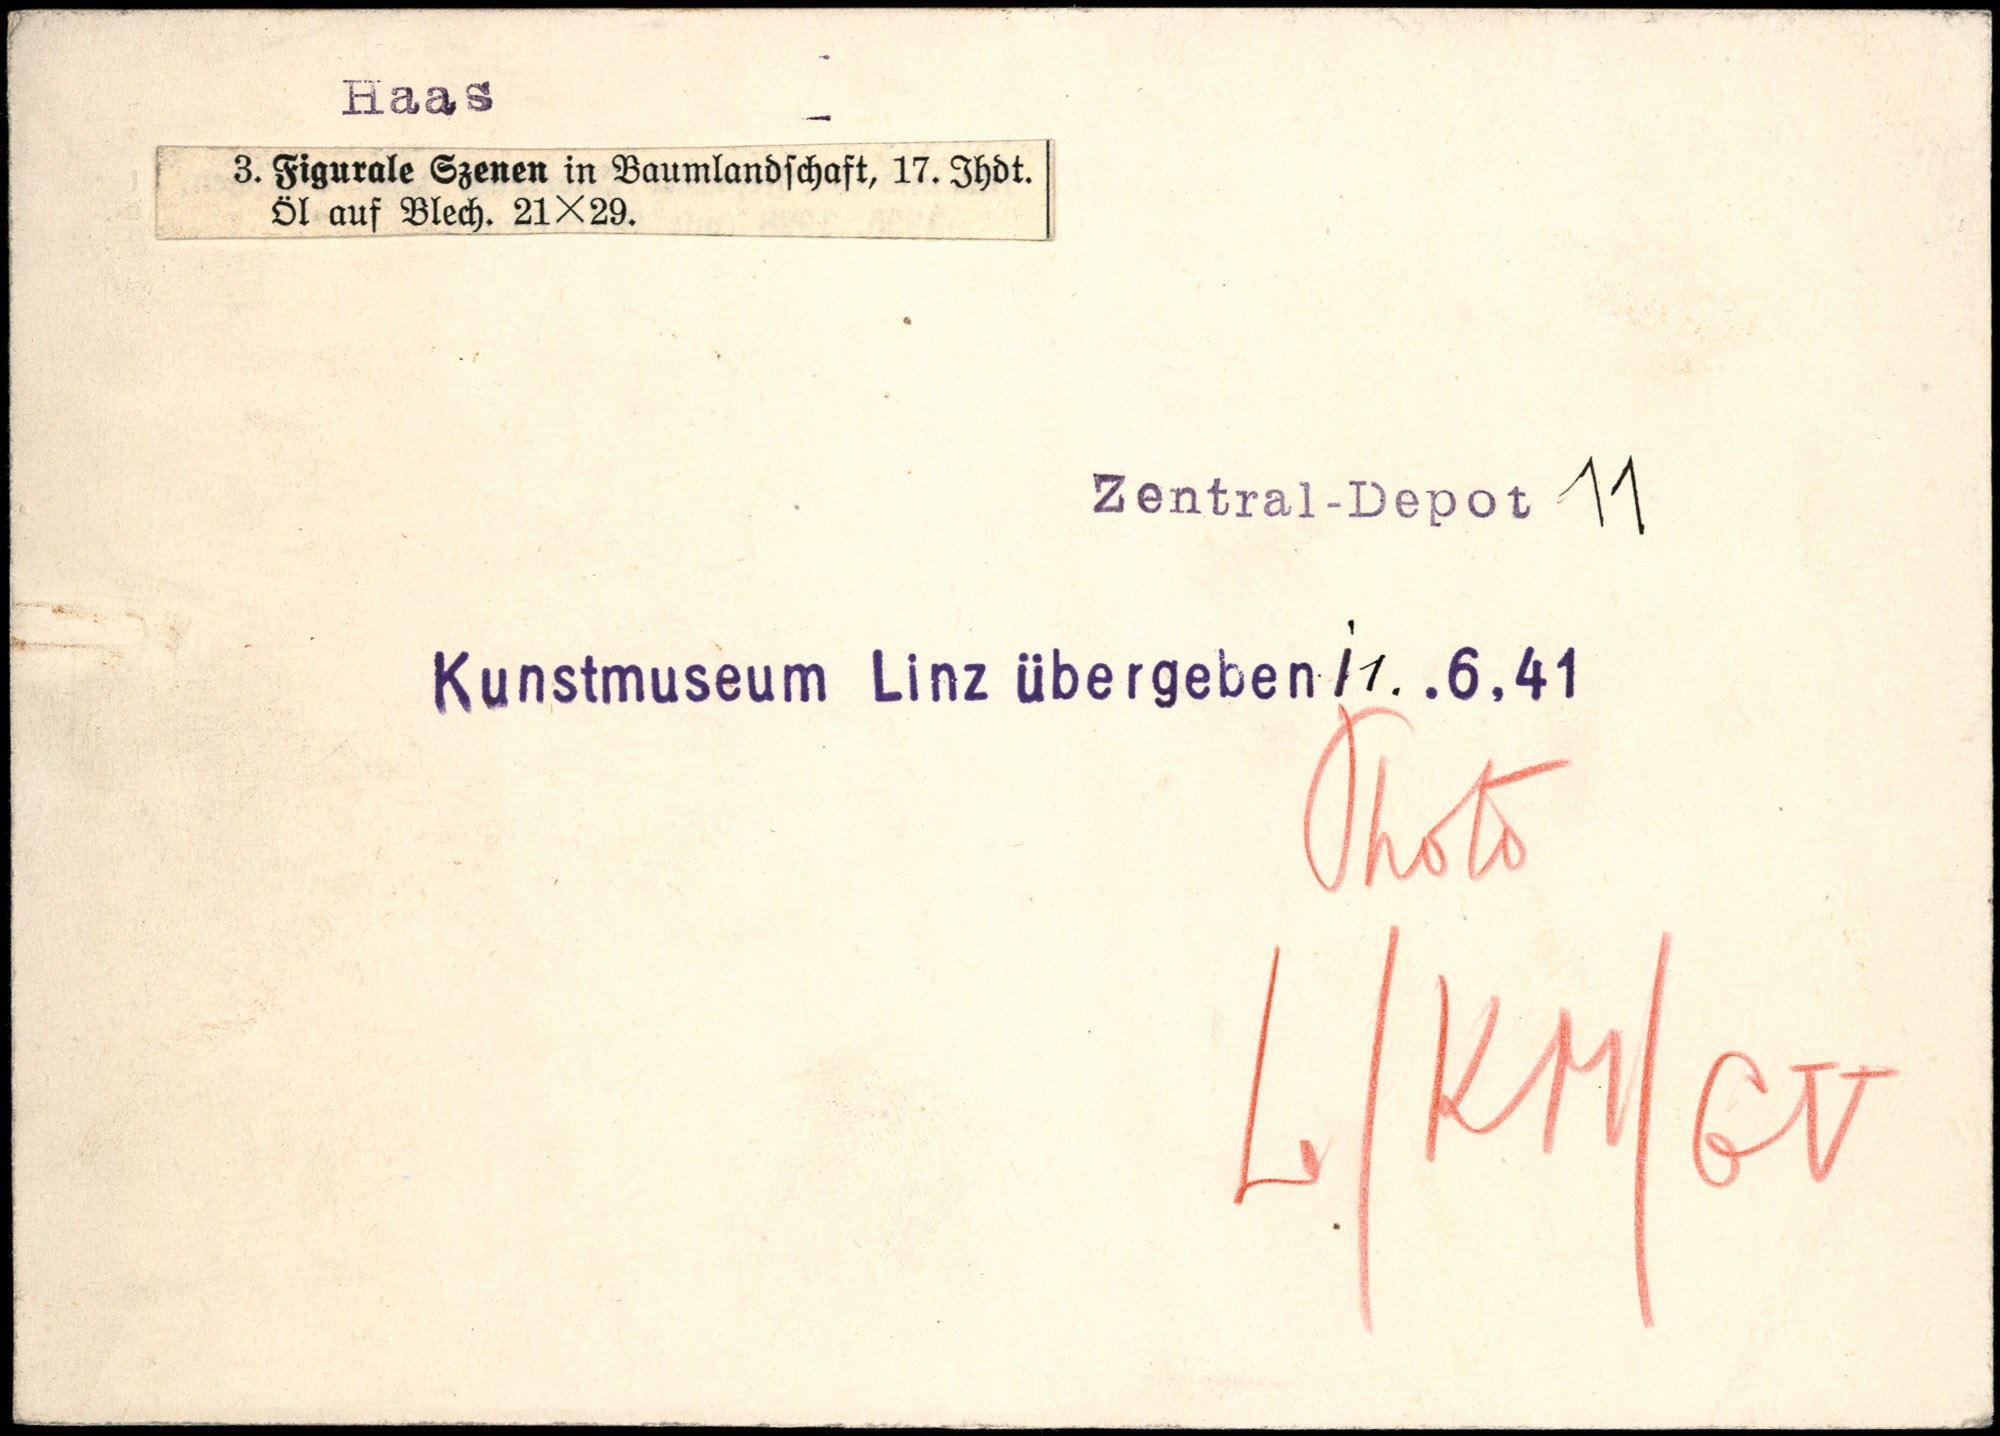 Haas
3. Figurale Szenen in Baumlandschaft, 17. Jhdt.
Öl auf Blech. 21×29.
Zentral-Depot 11
Kunstmuseum Linz übergeben 11. .6.41
Photo
L/KM/GV